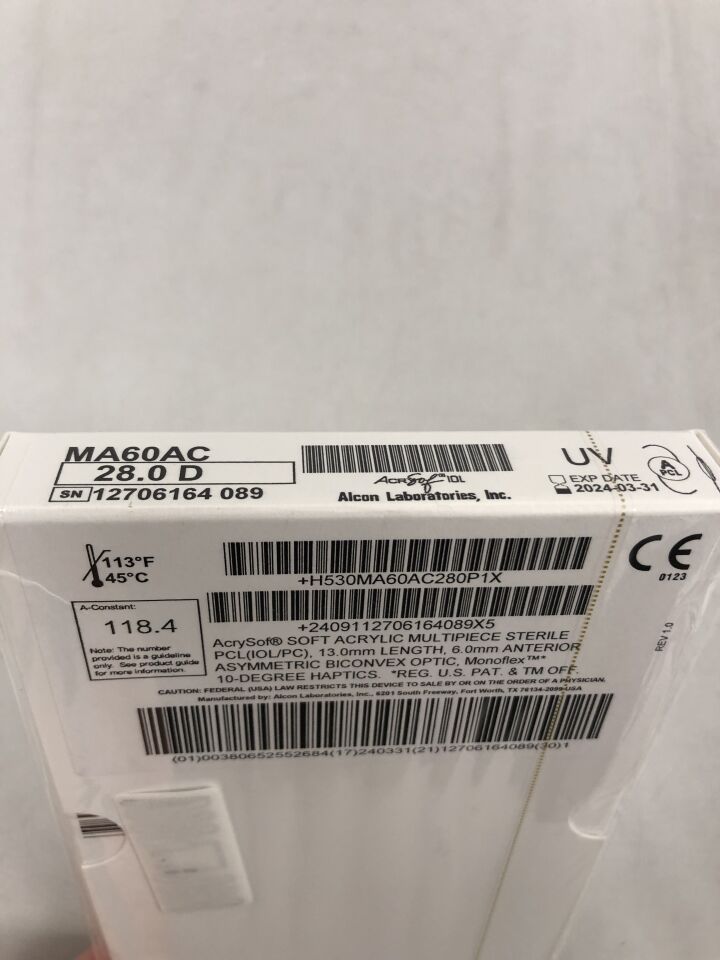 MA60AC
28.0 D
SN 12706164 089
AcrySof® IOL
Alcon Laboratories, Inc.
UV
EXP DATE
2024-03-31
A
PCL
113°F
45°C
+H530MA60AC280P1X
CE
0123
A-Constant:
118.4
Note: The number
provided is a guideline
only. See product guide
for more information.
+2409112706164089X5
AcrySof® SOFT ACRYLIC MULTIPIECE STERILE
PCL(IOL/PC), 13.0mm LENGTH, 6.0mm ANTERIOR
ASYMMETRIC BICONVEX OPTIC, Monoflex™*
10-DEGREE HAPTICS. *REG. U.S. PAT. & TM OFF.
CAUTION: FEDERAL (USA) LAW RESTRICTS THIS DEVICE TO SALE BY OR ON THE ORDER OF A PHYSICIAN.
Manufactured by: Alcon Laboratories, Inc., 6201 South Freeway, Fort Worth, TX 76134-2099 USA
REV 1.0
(01)00380652552684(17)240331(21)12706164089(30)1